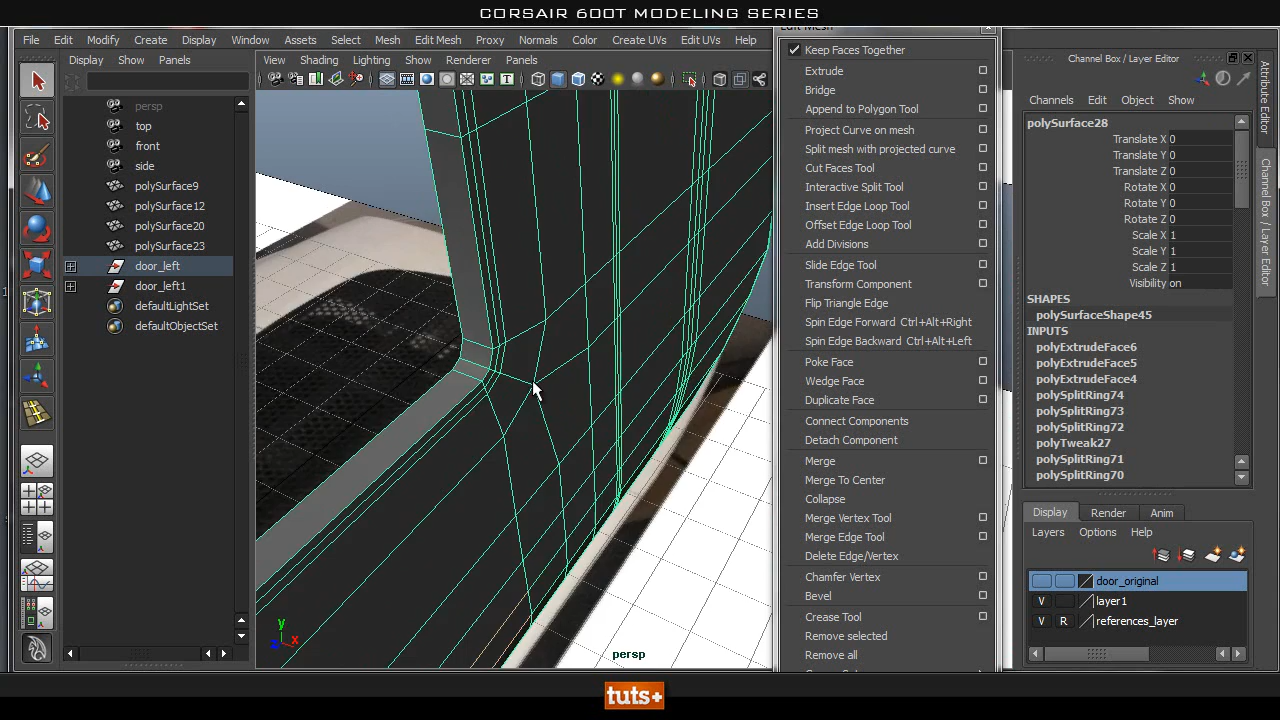 CORSAIR 600T MODELING SERIES
File Edit Modify Create Display Window Assets Select Mesh Edit Mesh Proxy Normals Color Create UVs Edit UVs Help
Display Show Panels
persp
top
front
side
polySurface9
polySurface12
polySurface20
polySurface23
door_left
door_left1
defaultLightSet
defaultObjectSet
View Shading Lighting Show Renderer Panels
y
x
persp
Edit Mesh
Keep Faces Together
Extrude
Bridge
Append to Polygon Tool
Project Curve on mesh
Split mesh with projected curve
Cut Faces Tool
Interactive Split Tool
Insert Edge Loop Tool
Offset Edge Loop Tool
Add Divisions
Slide Edge Tool
Transform Component
Flip Triangle Edge
Spin Edge Forward Ctrl+Alt+Right
Spin Edge Backward Ctrl+Alt+Left
Poke Face
Wedge Face
Duplicate Face
Connect Components
Detach Component
Merge
Merge To Center
Collapse
Merge Vertex Tool
Merge Edge Tool
Delete Edge/Vertex
Chamfer Vertex
Bevel
Crease Tool
Remove selected
Remove all
Channel Box / Layer Editor
Channels Edit Object Show
polySurface28
Translate X 0
Translate Y 0
Translate Z 0
Rotate X 0
Rotate Y 0
Rotate Z 0
Scale X 1
Scale Y 1
Scale Z 1
Visibility on
SHAPES
polySurfaceShape45
INPUTS
polyExtrudeFace6
polyExtrudeFace5
polyExtrudeFace4
polySplitRing74
polySplitRing73
polySplitRing72
polyTweak27
polySplitRing71
polySplitRing70
Display Render Anim
Layers Options Help
door_original
V layer1
V R references_layer
Attribute Editor
Channel Box / Layer Editor
tuts+